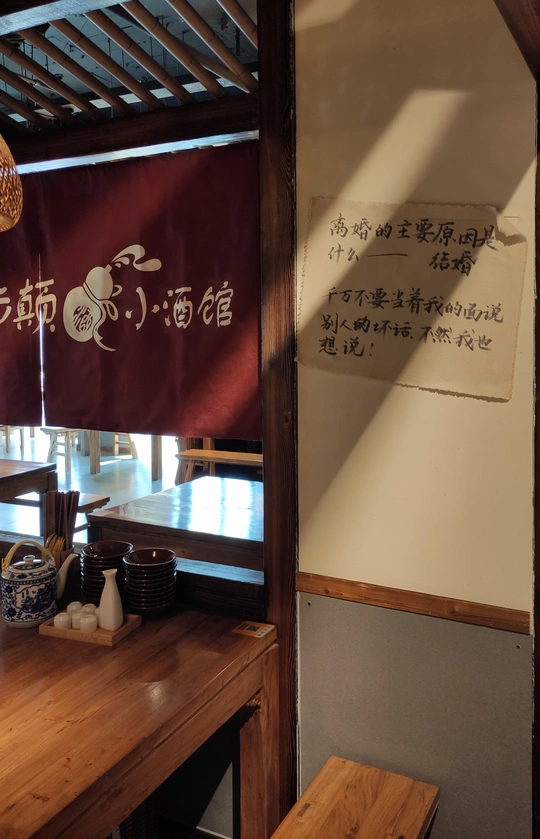 颠小酒馆
离婚的主要原因是
什么——结婚
千万不要当着我的面说
别人的坏话，不然我也
想说！